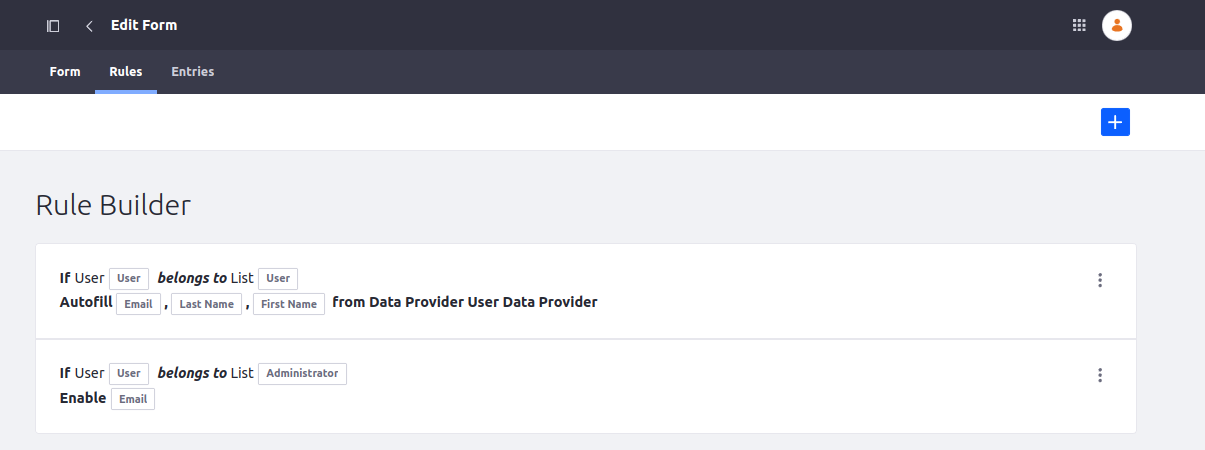 Edit Form
Form Rules Entries
Rule Builder
If User User belongs to List User
Autofill Email , Last Name , First Name from Data Provider User Data Provider
If User User belongs to List Administrator
Enable Email